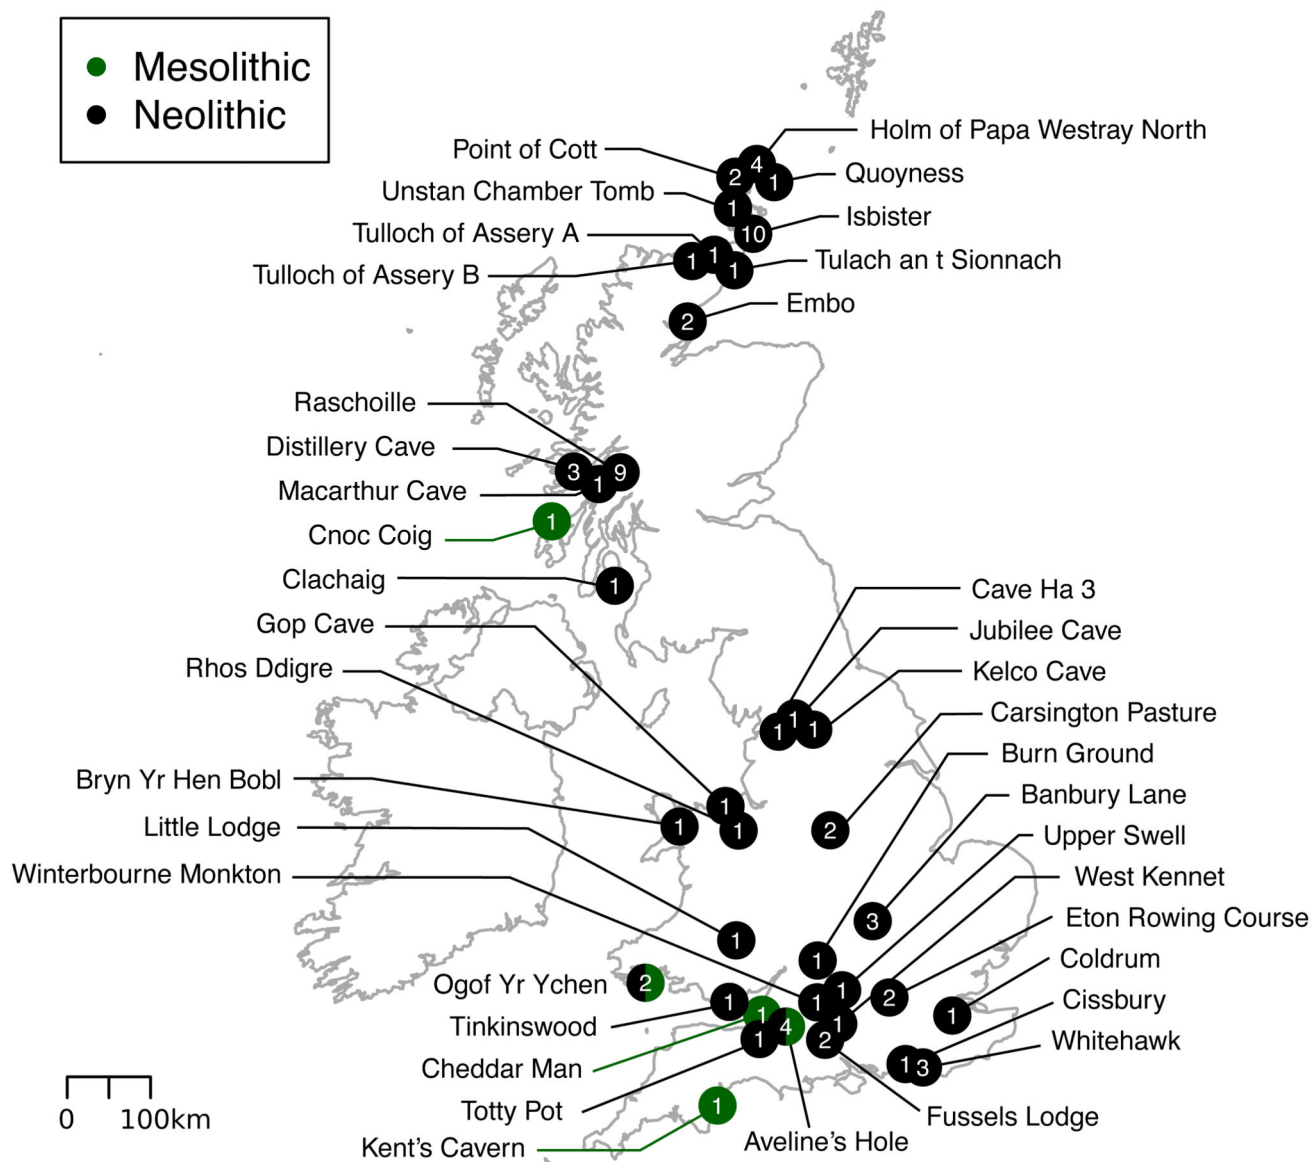 Mesolithic
Neolithic
Holm of Papa Westray North
Point of Cott
4
2
Quoyness
1
Unstan Chamber Tomb
1
Isbister
Tulloch of Assery A
10
1
Tulach an t Sionnach
1
1
Tulloch of Assery B
Embo
2
Raschoille
Distillery Cave
3
9
1
Macarthur Cave
1
Cnoc Coig
Clachaig
1
Cave Ha 3
Gop Cave
Jubilee Cave
Rhos Ddigre
Kelco Cave
Carsington Pasture
1
1
1
Burn Ground
Bryn Yr Hen Bobl
Banbury Lane
1
Little Lodge
1
1
2
Upper Swell
Winterbourne Monkton
West Kennet
3
Eton Rowing Course
1
Coldrum
1
Ogof Yr Ychen
2
1
2
Cissbury
1
1
1
1
Tinkinswood
4
1
Whitehawk
1
2
Cheddar Man
1
3
Totty Pot
1
Fussels Lodge
0
100km
Kent's Cavern
Aveline's Hole